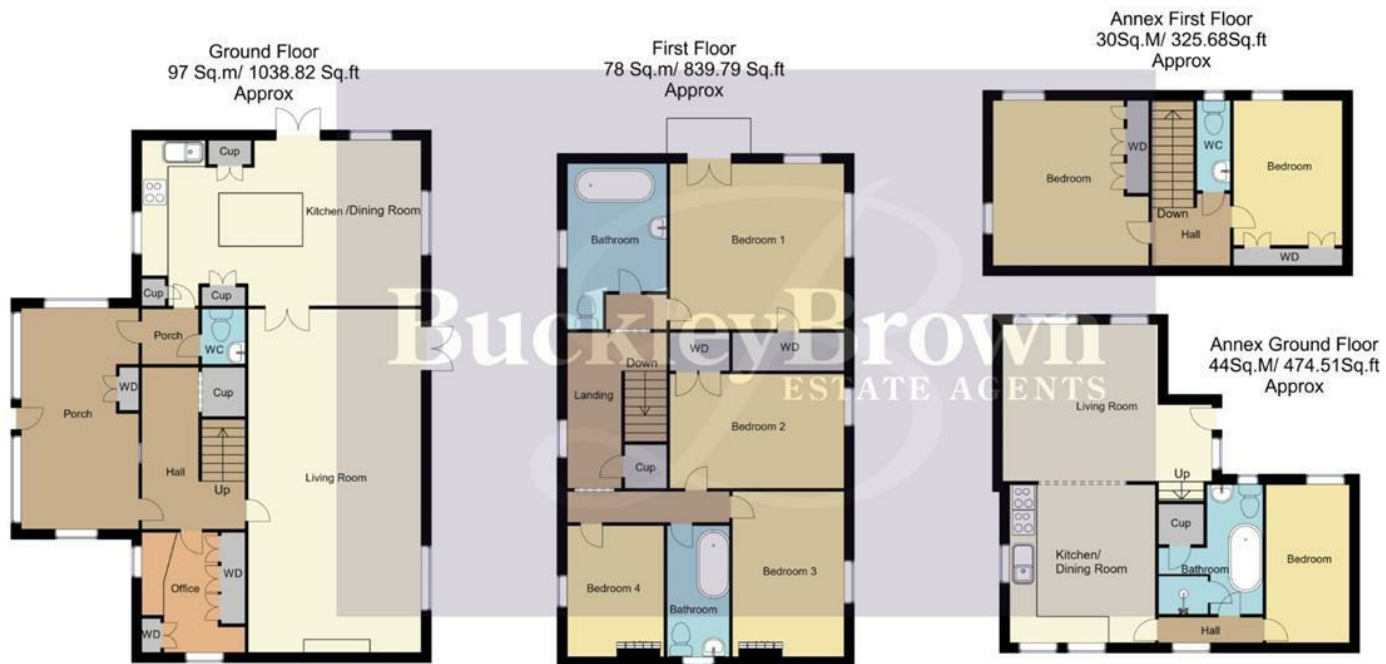 Ground Floor
97 Sq.m/ 1038.82 Sq.ft
Approx
Cup
Kitchen /Dining Room
Cup
Cup
Porch
WC
WD
Cup
Porch
Hall
Up
Living Room
Office
WD
WD
First Floor
78 Sq.m/ 839.79 Sq.ft
Approx
Bathroom
Bedroom 1
Down
WD
WD
Landing
Bedroom 2
Cup
Bedroom 4
Bathroom
Bedroom 3
BuckleyBrown
ESTATE AGENTS
Annex First Floor
30Sq.M/ 325.68Sq.ft
Approx
Bedroom
WD
WC
Bedroom
Down
Hall
WD
Annex Ground Floor
44Sq.M/ 474.51Sq.ft
Approx
Living Room
Up
Cup
Kitchen/
Dining Room
Bathroom
Bedroom
Hall